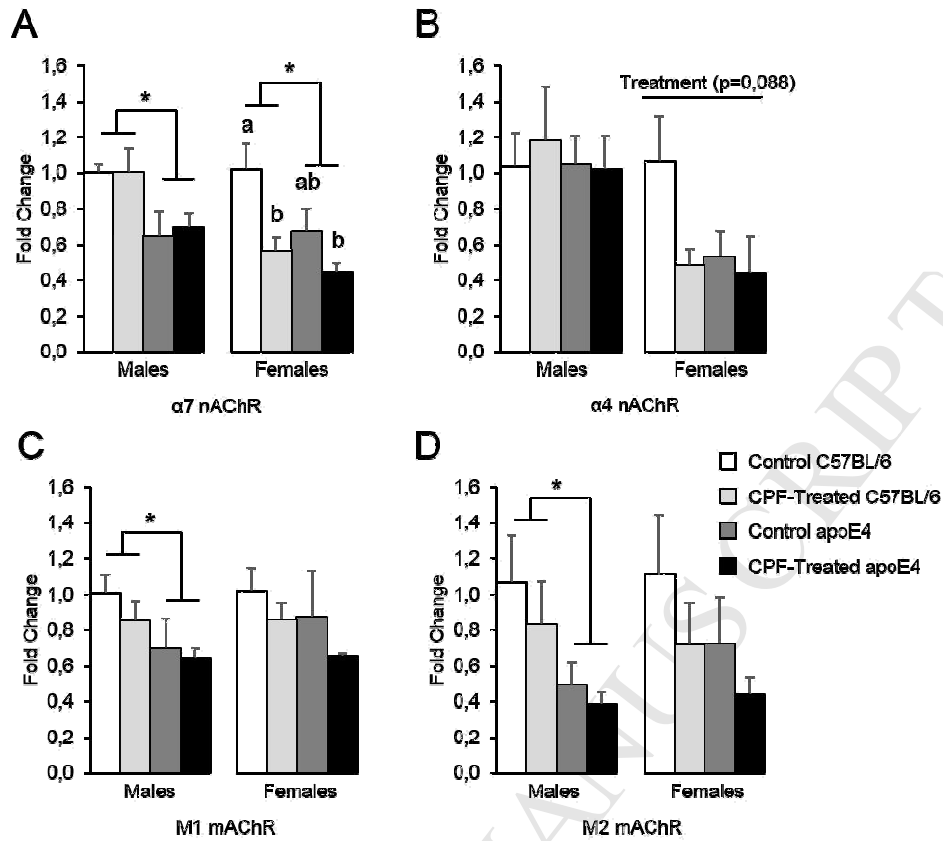 A
1,6
1,4
1,2
1,0
0,8
0,6
0,4
0,2
0,0
Fold Change
*
*
a
b
ab
b
Males
Females
α7 nAChR
B
1,6
1,4
1,2
1,0
0,8
0,6
0,4
0,2
0,0
Fold Change
Treatment (p=0,088)
Males
Females
α4 nAChR
C
1,6
1,4
1,2
1,0
0,8
0,6
0,4
0,2
0,0
Fold Change
*
Males
Females
M1 mAChR
D
1,6
1,4
1,2
1,0
0,8
0,6
0,4
0,2
0,0
Fold Change
*
Males
Females
M2 mAChR
Control C57BL/6
CPF-Treated C57BL/6
Control apoE4
CPF-Treated apoE4
ANUSCRIPT